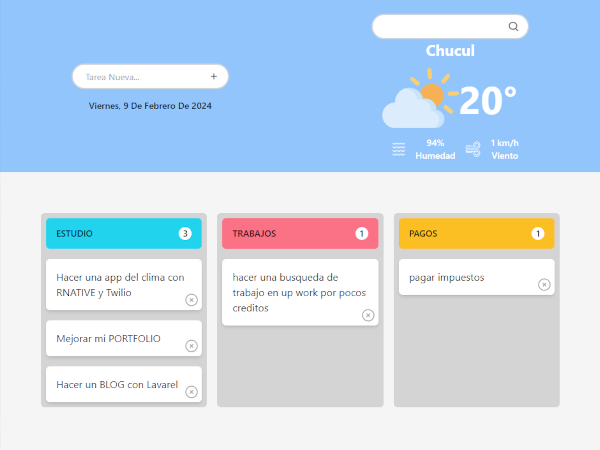 Tarea Nueva...
+
Viernes, 9 De Febrero De 2024
Chucul
20°
94%
Humedad
1 km/h
Viento
ESTUDIO
3
Hacer una app del clima con
RNATIVE y Twilio
Mejorar mi PORTFOLIO
Hacer un BLOG con Lavarel
TRABAJOS
1
hacer una busqueda de
trabajo en up work por pocos
creditos
PAGOS
1
pagar impuestos